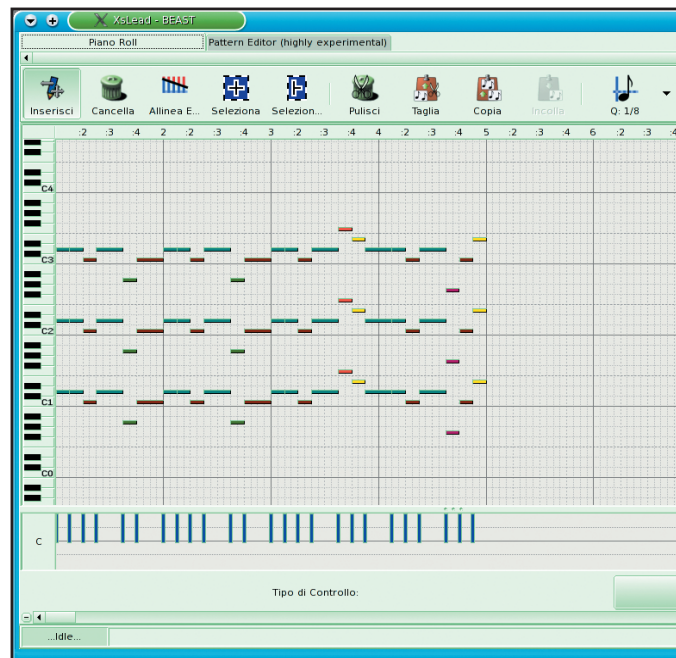 XsLead - BEAST
Piano Roll Pattern Editor (highly experimental)
Inserisci Cancella Allinea E... Seleziona Selezion... Pulisci Taglia Copia Incolla Q: 1/8
:2 :3 :4 2 :2 :3 :4 3 :2 :3 :4 4 :2 :3 :4 5 :2 :3 :4 6 :2 :3 :4
C4
C3
C2
C1
C0
C
Tipo di Controllo:
...Idle...